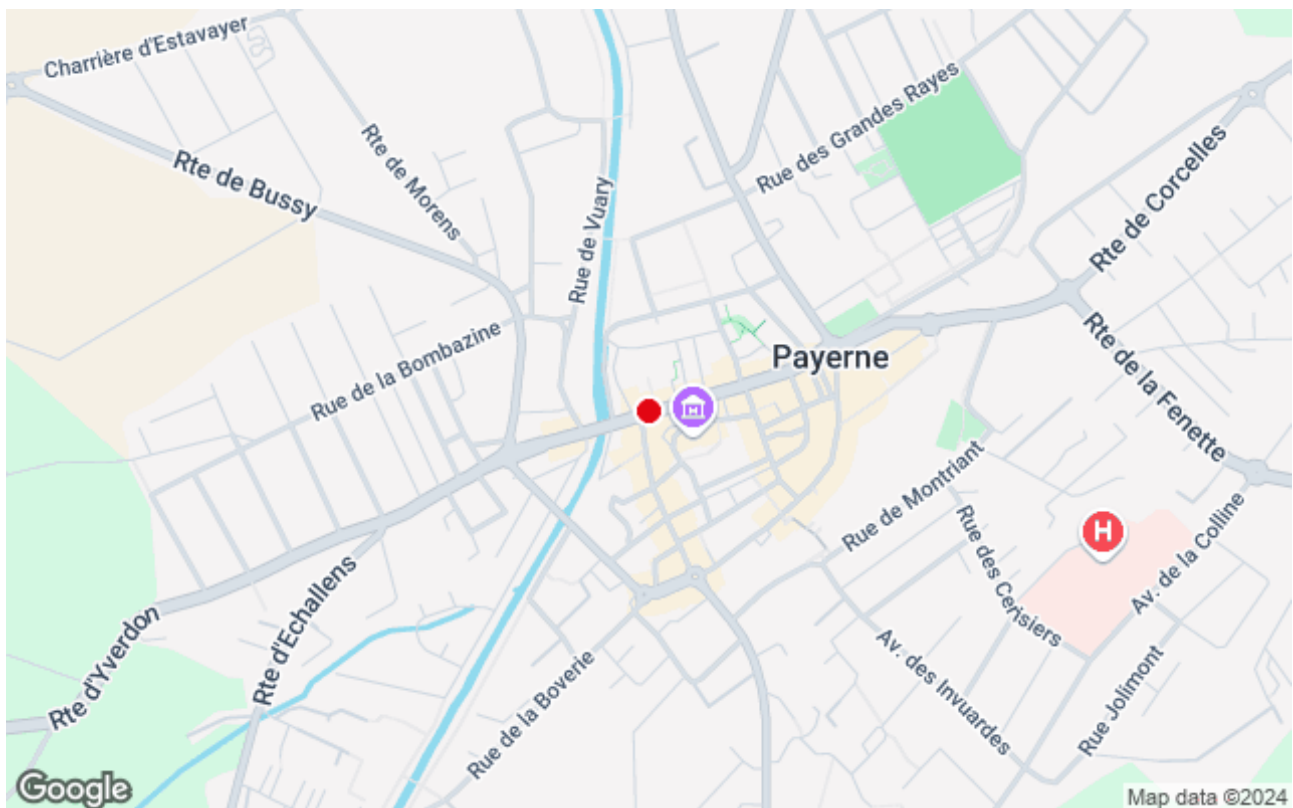 Charrière d'Estavayer
Rte de Bussy
Rte de Morens
Rue de Vuary
Rue des Grandes Rayes
Rte de Corcelles
Rue de la Bombazine
Payerne
Rte de la Fenette
Rue de Montriant
Rue des Cerisiers
H
Av. de la Colline
Rte d'Echallens
Rte d'Yverdon
Rue de la Boverie
Av. des Invuardes
Rue Jolimont
Google
Map data ©2024